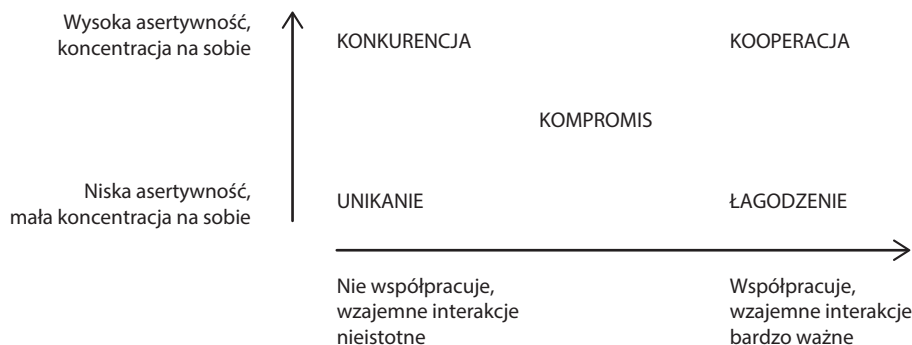 Wysoka asertywność,
koncentracja na sobie
KONKURENCJA
KOOPERACJA
KOMPROMIS
Niska asertywność,
mała koncentracja na sobie
UNIKANIE
ŁAGODZENIE
Nie współpracuje,
wzajemne interakcje
nieistotne
Współpracuje,
wzajemne interakcje
bardzo ważne